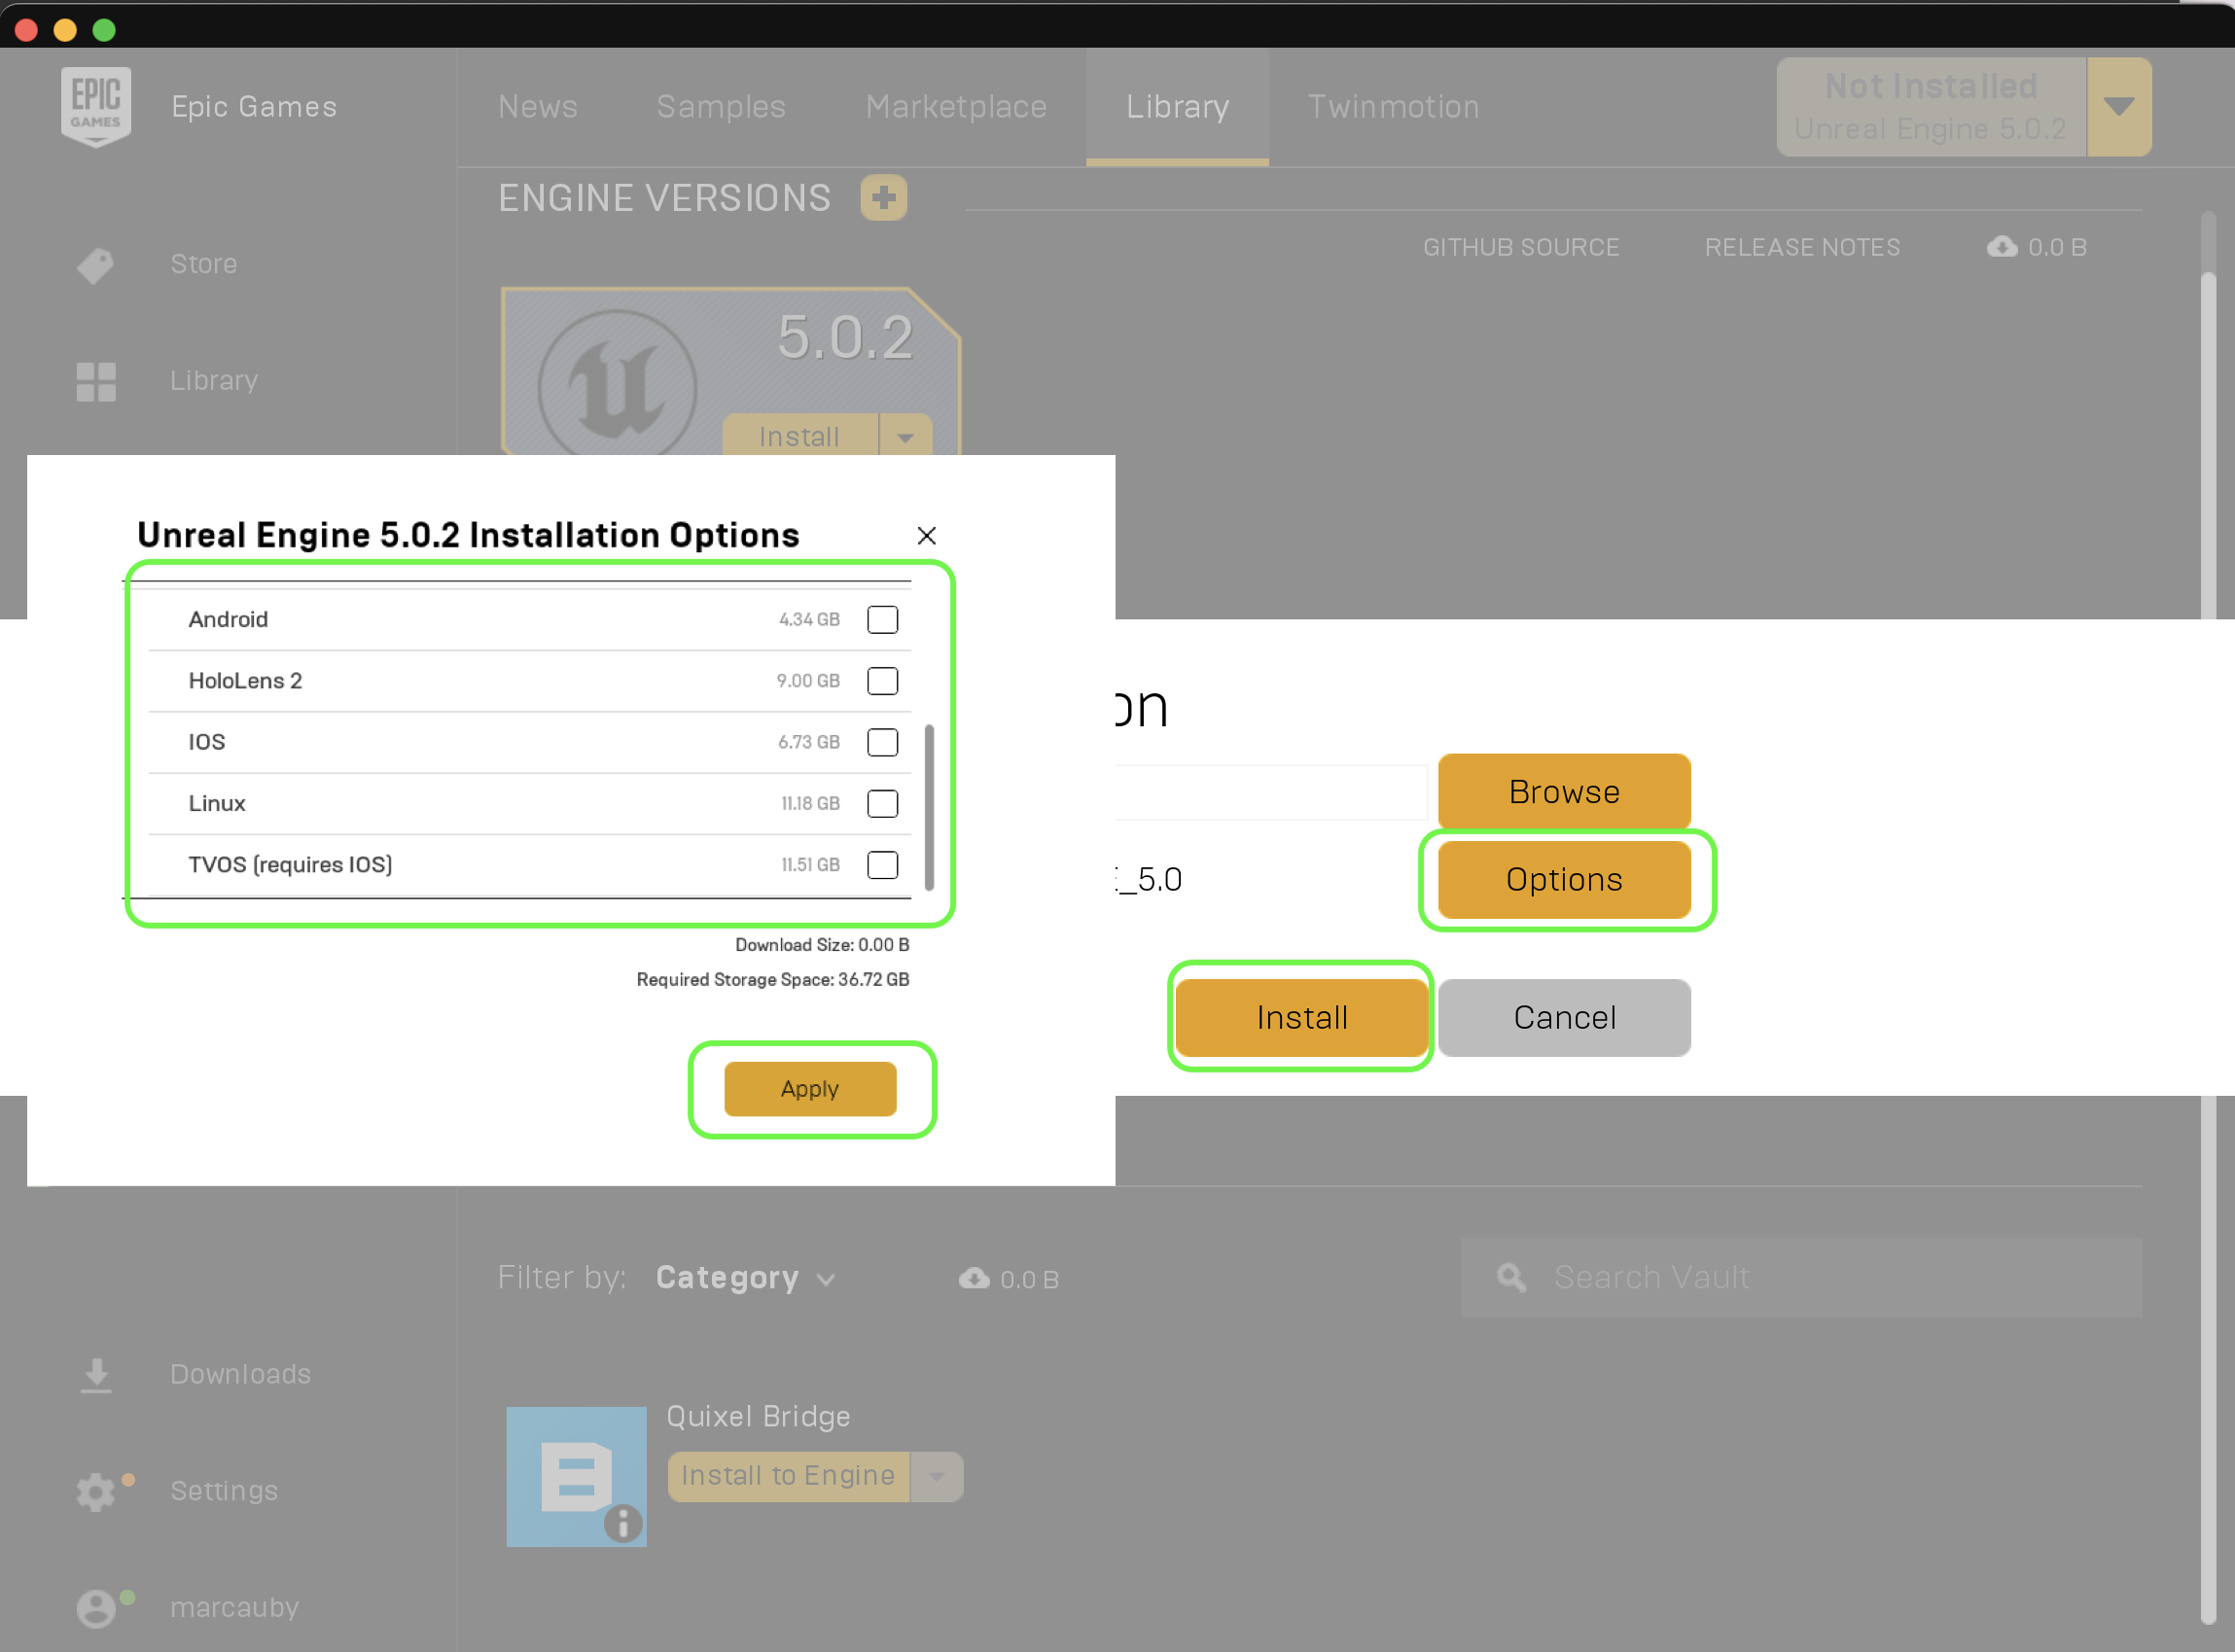 EPIC
GAMES
Epic Games
News
Samples
Marketplace
Library
Twinmotion
Not Installed
Unreal Engine 5.0.2
ENGINE VERSIONS
GITHUB SOURCE
RELEASE NOTES
0.0 B
Store
Library
5.0.2
Install
Unreal Engine 5.0.2 Installation Options
Android 4.34 GB
HoloLens 2 9.00 GB
IOS 6.73 GB
Linux 11.18 GB
TVOS (requires IOS) 11.51 GB
Download Size: 0.00 B
Required Storage Space: 36.72 GB
Apply
on
Browse
_5.0
Options
Install
Cancel
Filter by: Category
0.0 B
Search Vault
Downloads
Settings
marcauby
Quixel Bridge
Install to Engine